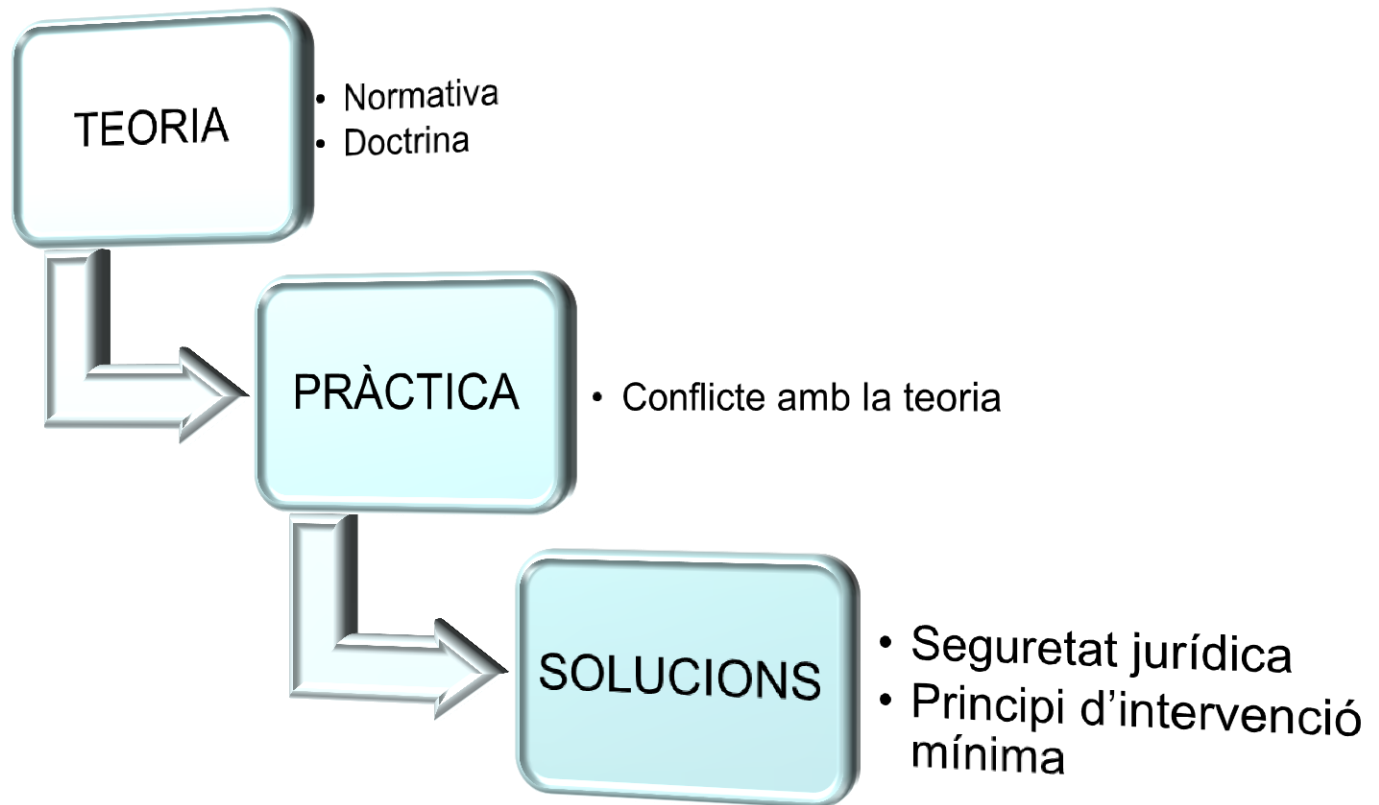 TEORIA
• Normativa
• Doctrina
PRÀCTICA
• Conflicte amb la teoria
SOLUCIONS
• Seguretat jurídica
• Principi d’intervenció
mínima